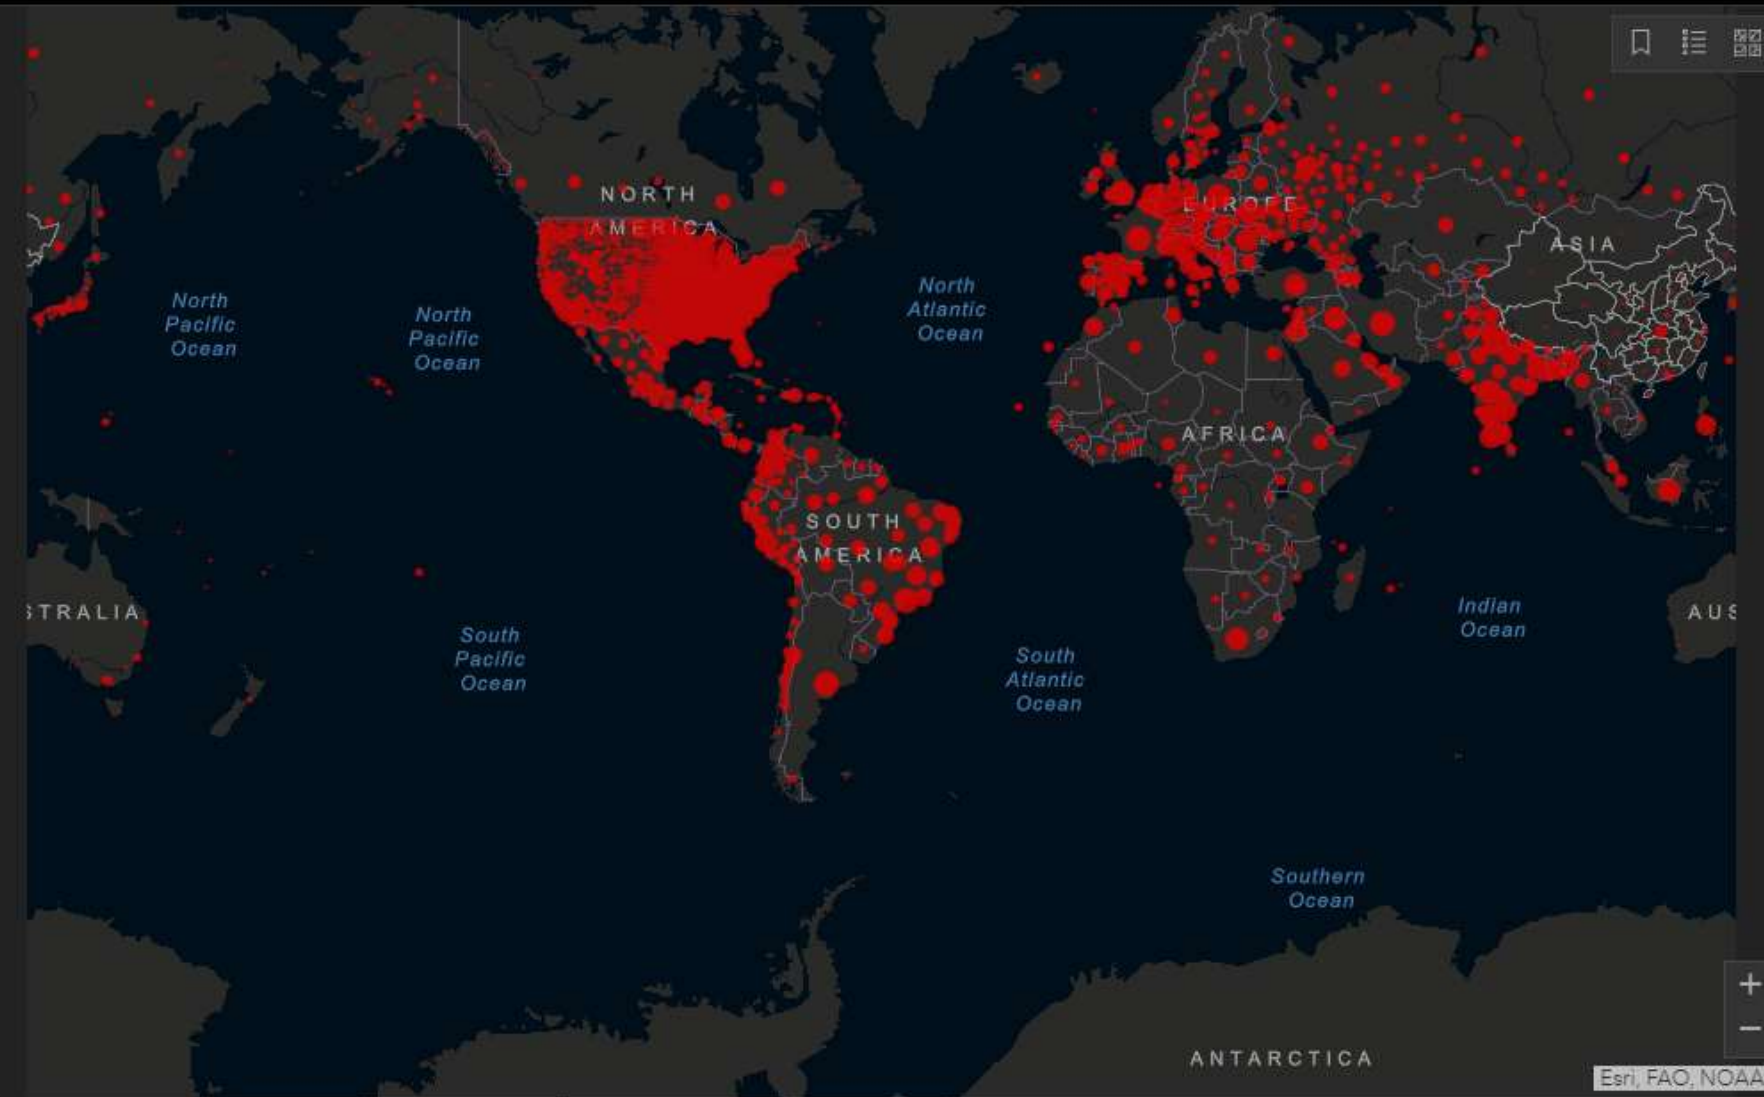 NORTH
AMERICA
EUROPE
ASIA
North
Pacific
Ocean
North
Pacific
Ocean
North
Atlantic
Ocean
AFRICA
SOUTH
AMERICA
STRALIA
South
Pacific
Ocean
South
Atlantic
Ocean
Indian
Ocean
AUS
Southern
Ocean
ANTARCTICA
+
−
Esri, FAO, NOAA